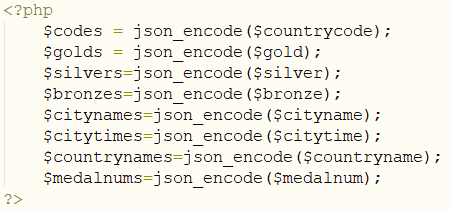 <?php
$codes = json_encode($countrycode);
$golds = json_encode($gold);
$silvers=json_encode($silver);
$bronzes=json_encode($bronze);
$citynames=json_encode($cityname);
$citytimes=json_encode($citytime);
$countrynames=json_encode($countryname);
$medalnums=json_encode($medalnum);
?>